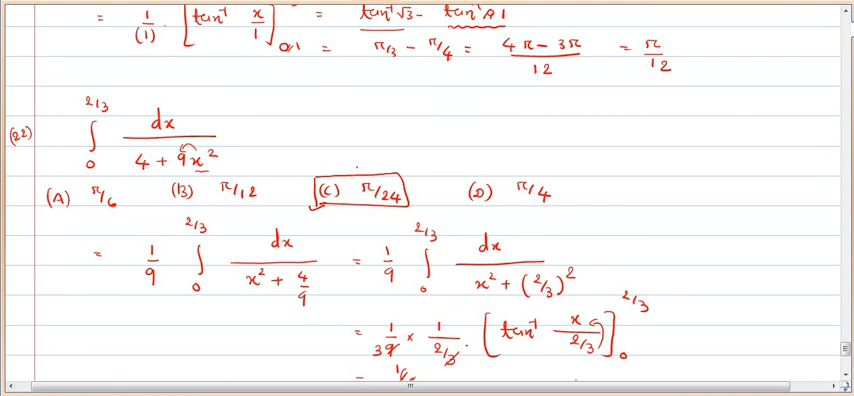 = 1/(1) . [tan⁻¹ x/1] = tan⁻¹ √3 - tan⁻¹ 1
= π/3 - π/4 = 4π - 3π / 12 = π/12
(22) ∫₀^{2/3} dx / 4 + 9x²
(A) π/6 (B) π/12 (C) π/24 (D) π/4
= 1/9 ∫₀^{2/3} dx / x² + 4/9 = 1/9 ∫₀^{2/3} dx / x² + (2/3)²
= 1/9 × 1/2/3 . [tan⁻¹ x / 2/3]₀^{2/3}